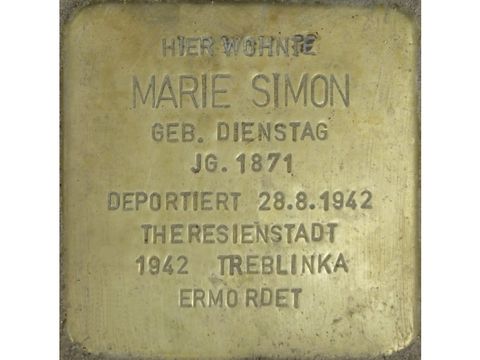 HIER WOHNTE
MARIE SIMON
GEB. DIENSTAG
JG. 1871
DEPORTIERT 28.8.1942
THERESIENSTADT
1942 TREBLINKA
ERMORDET